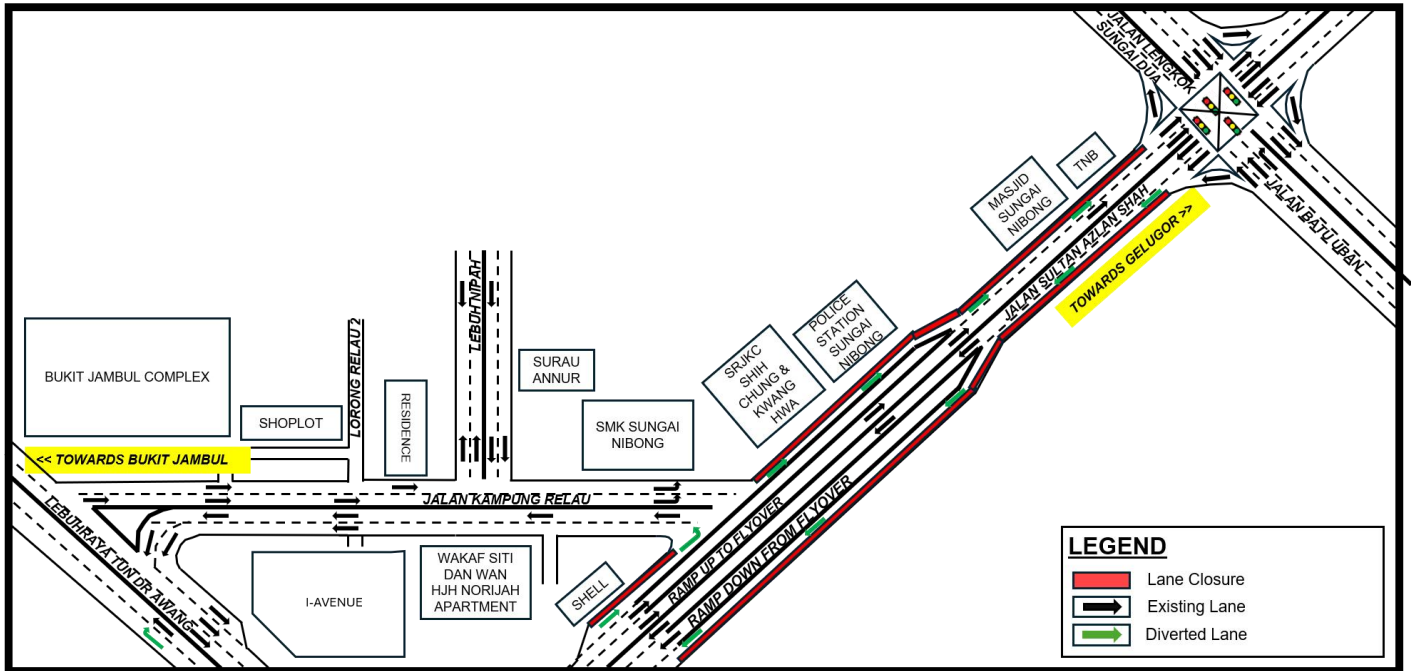 JALAN LENGKOK
SUNGAI DUA
TNB
MASJID
SUNGAI
NIBONG
JALAN SULTAN AZLAN SHAH
TOWARDS GELUGOR >>
JALAN BATU UBAN
LEBUH NIPAH
POLICE
STATION
SUNGAI
NIBONG
SRJKC
SHIH
CHUNG &
KWANG
HWA
BUKIT JAMBUL COMPLEX
SHOPLOT
LORONG RELAU 2
RESIDENCE
SURAU
ANNUR
SMK SUNGAI
NIBONG
<< TOWARDS BUKIT JAMBUL
JALAN KAMPUNG RELAU
LEBUHRAYA TUN DR AWANG
I-AVENUE
WAKAF SITI
DAN WAN
HJH NORIJAH
APARTMENT
SHELL
RAMP UP TO FLYOVER
RAMP DOWN FROM FLYOVER
LEGEND
Lane Closure
Existing Lane
Diverted Lane